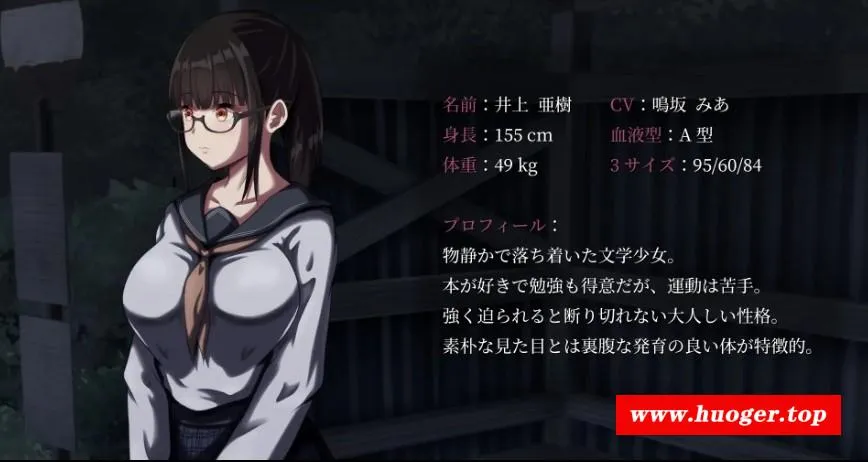 名前：井上 亜樹
CV：鳴坂 みあ
身長：155 cm
血液型：A 型
体重：49 kg
3 サイズ：95/60/84
プロフィール：
物静かで落ち着いた文学少女。
本が好きで勉強も得意だが、運動は苦手。
強く迫られると断り切れない大人しい性格。
素朴な見た目とは裏腹な発育の良い体が特徴的。
www.huoger.top